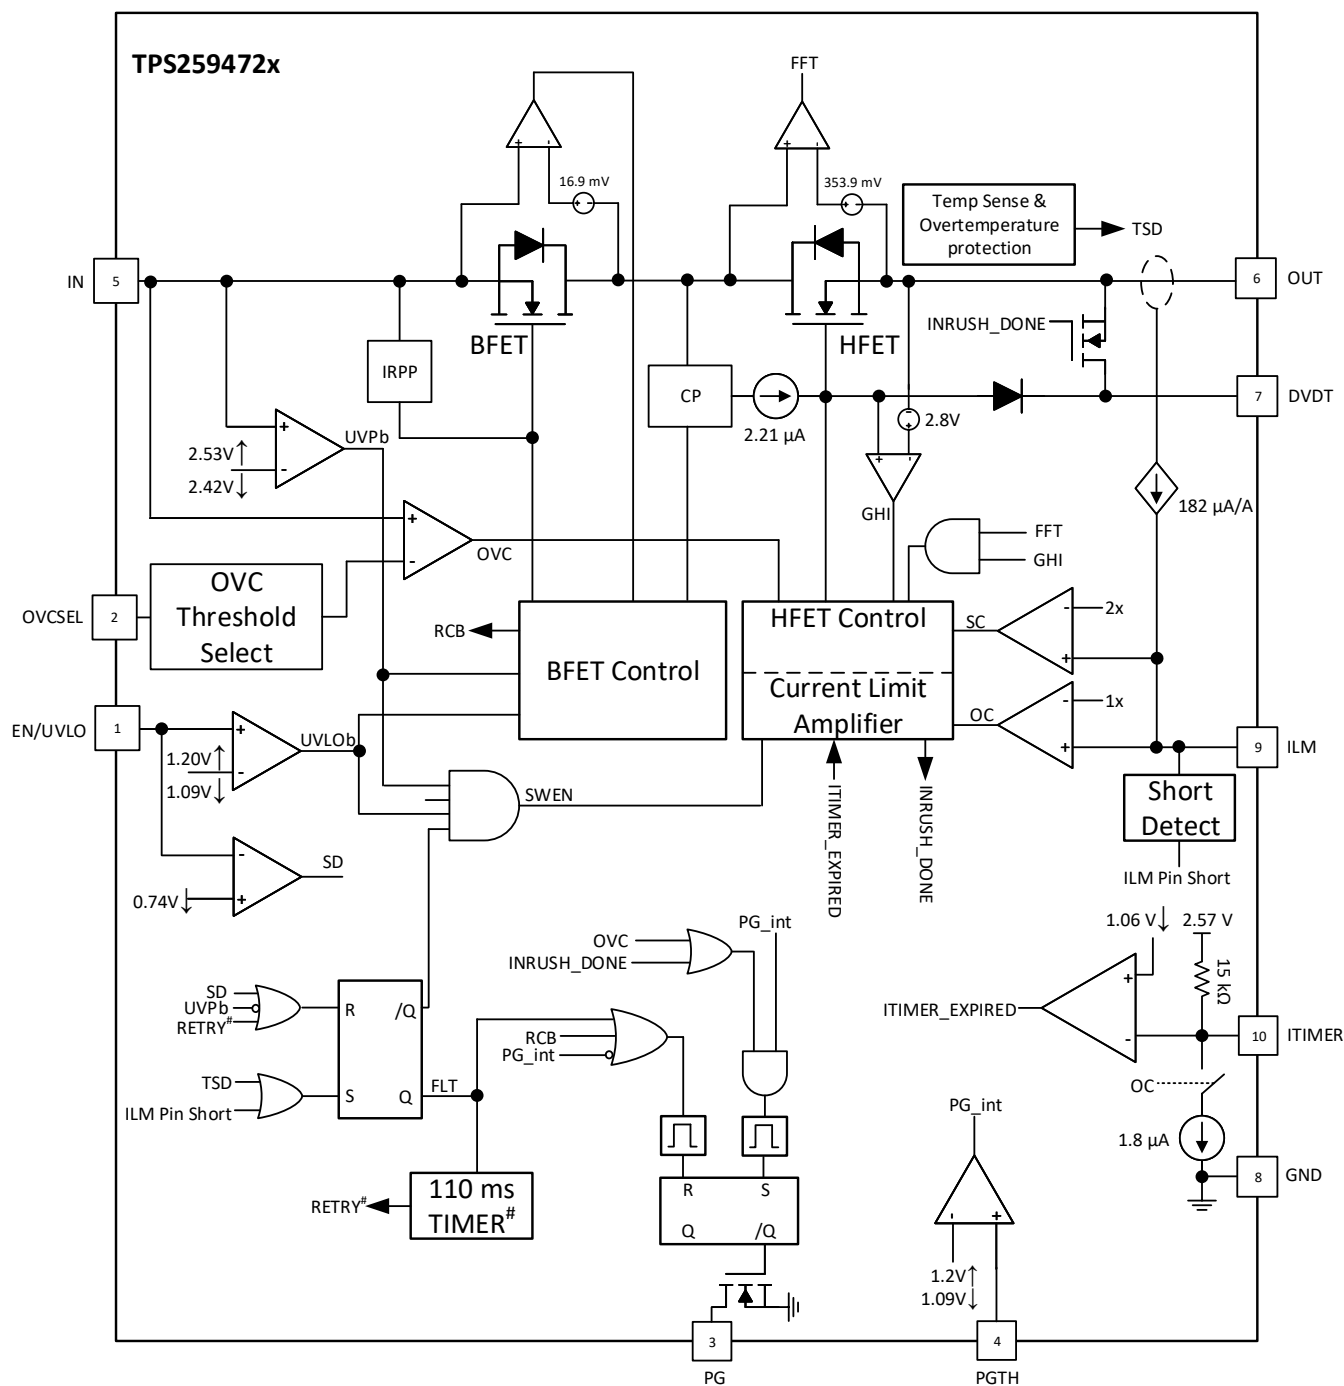 TPS259472x
FFT
+
-
16.9 mV
+
-
+
-
353.9 mV
+
-
Temp Sense &
Overtemperature
protection
TSD
IN
5
6
OUT
BFET
HFET
INRUSH_DONE
IRPP
CP
2.21 µA
2.8V
-
+
7
DVDT
UVPb
+
-
2.53V↑
2.42V↓
+
-
GHI
182 µA/A
+
-
OVC
FFT
GHI
OVCSEL
2
OVC
Threshold
Select
RCB
BFET Control
HFET Control
Current Limit
Amplifier
SC
-
2x
+
OC
-
1x
+
EN/UVLO
1
+
-
UVLOb
1.20V↑
1.09V↓
9
ILM
SWEN
ITIMER_EXPIRED
INRUSH_DONE
Short
Detect
ILM Pin Short
-
+
SD
0.74V↓
1.06 V↓
2.57 V
15 kΩ
PG_int
OVC
INRUSH_DONE
SD
UVPb
RETRY#
R
/Q
S
Q
TSD
ILM Pin Short
FLT
RCB
PG_int
ITIMER_EXPIRED
+
-
10
ITIMER
OC
1.8 µA
PG_int
8
GND
110 ms
TIMER#
RETRY#
R
S
Q
/Q
-
+
1.2V↑
1.09V↓
3
PG
4
PGTH